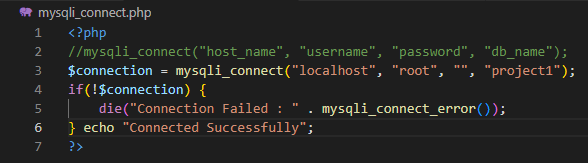 mysqli_connect.php
1 <?php
2 //mysqli_connect("host_name", "username", "password", "db_name");
3 $connection = mysqli_connect("localhost", "root", "", "project1");
4 if(!$connection) {
5     die("Connection Failed : " . mysqli_connect_error());
6 } echo "Connected Successfully";
7 ?>